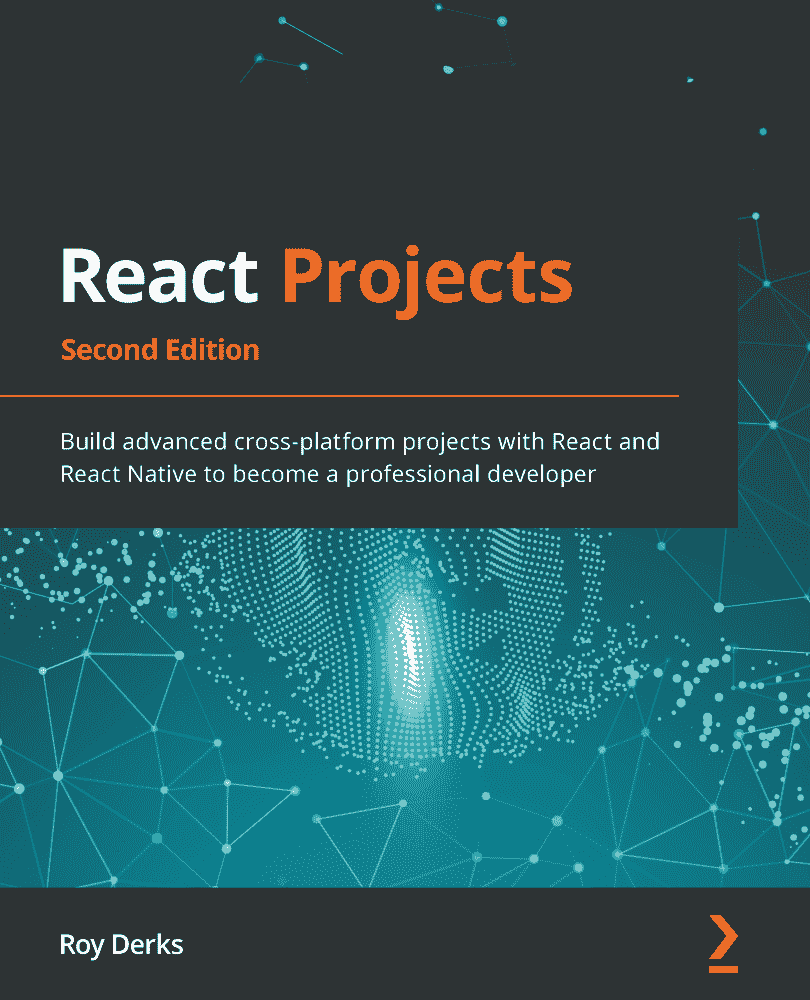 React Projects
Second Edition
Build advanced cross-platform projects with React and
React Native to become a professional developer
Roy Derks